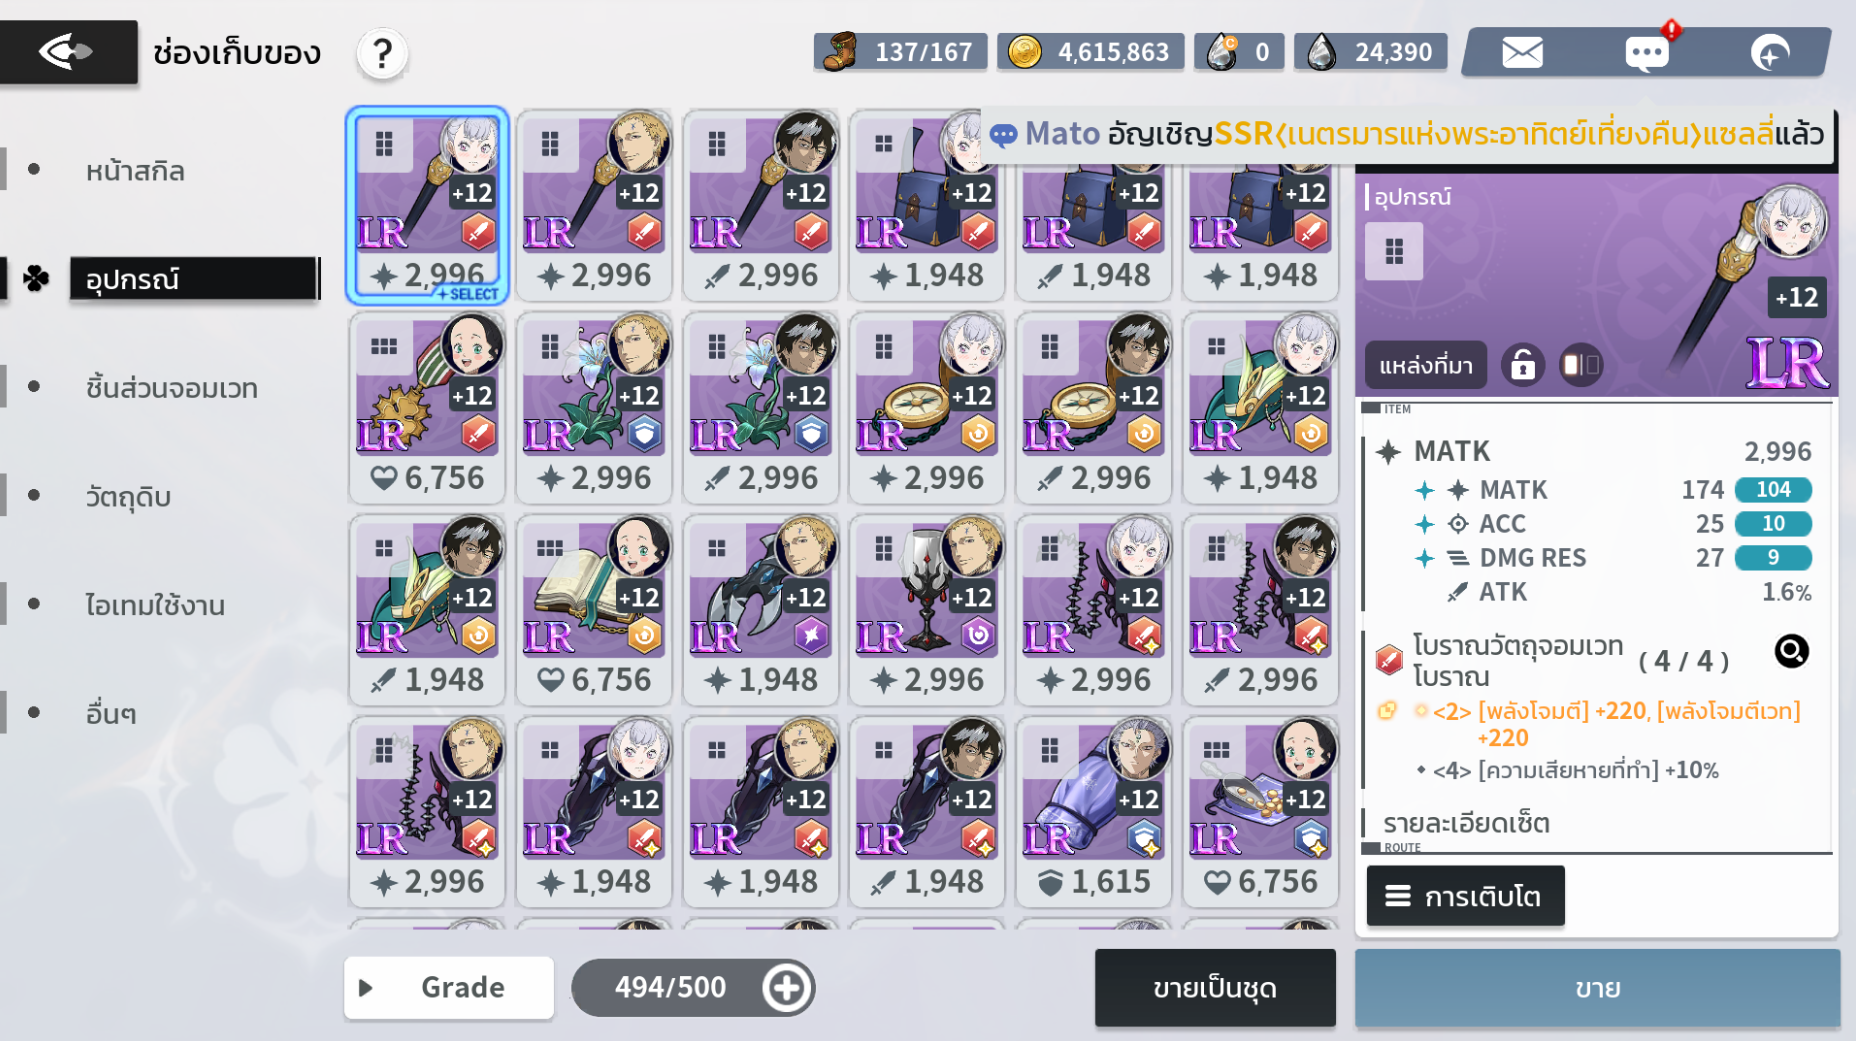 ช่องเก็บของ
?
137/167
4,615,863
0
24,390
Mato อัญเชิญSSR⟨เนตรมารแห่งพระอาทิตย์เที่ยงคืน⟩แซลลี่แล้ว
หน้าสกิล
อุปกรณ์
ชิ้นส่วนจอมเวท
วัตถุดิบ
ไอเทมใช้งาน
อื่นๆ
+12 +12 +12 +12 +12 +12
LR LR LR LR LR LR
2,996 2,996 2,996 1,948 1,948 1,948
+ SELECT
+12 +12 +12 +12 +12 +12
LR LR LR LR LR LR
6,756 2,996 2,996 2,996 2,996 1,948
+12 +12 +12 +12 +12 +12
LR LR LR LR LR LR
1,948 6,756 1,948 2,996 2,996 2,996
+12 +12 +12 +12 +12 +12
LR LR LR LR LR LR
2,996 1,948 1,948 1,948 1,615 6,756
Grade
494/500
ขายเป็นชุด
อุปกรณ์
+12
แหล่งที่มา
LR
ITEM
MATK 2,996
MATK 174 104
ACC 25 10
DMG RES 27 9
ATK 1.6%
โบราณวัตถุจอมเวท
โบราณ
( 4 / 4 )
<2> [พลังโจมตี] +220, [พลังโจมตีเวท]
+220
<4> [ความเสียหายที่ทำ] +10%
รายละเอียดเซ็ต
ROUTE
การเติบโต
ขาย